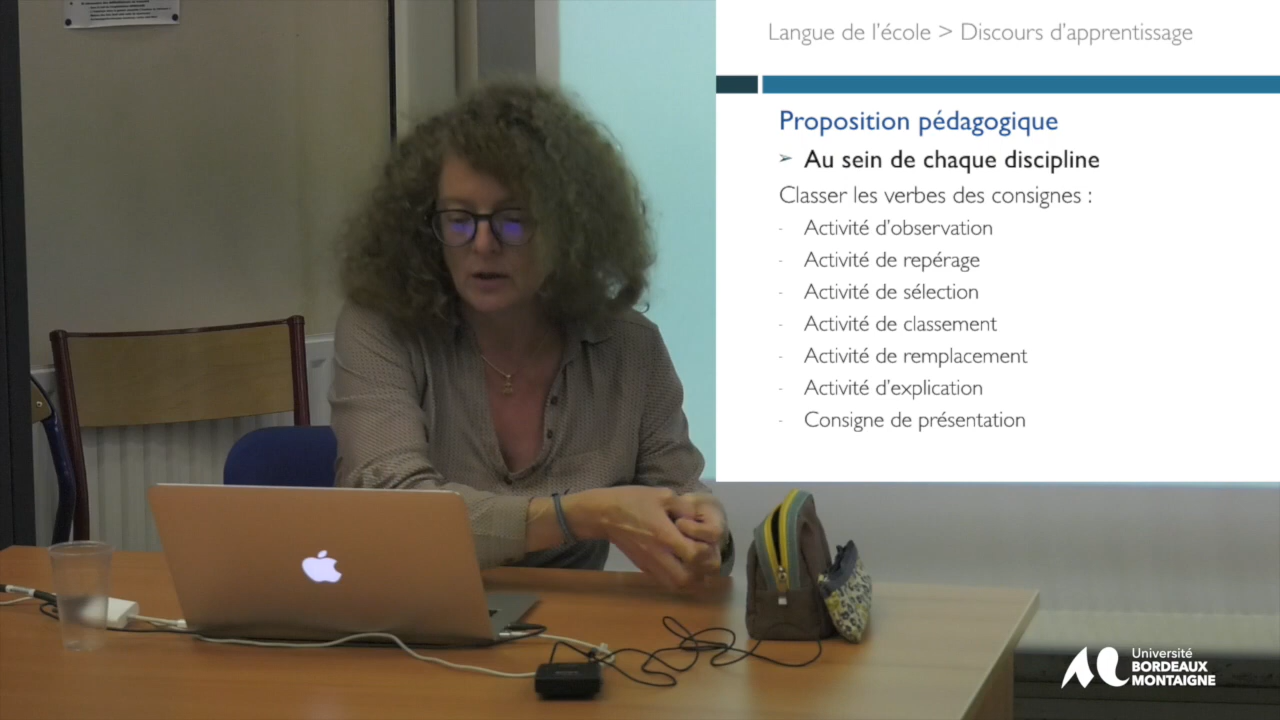 Langue de l'école > Discours d'apprentissage
Proposition pédagogique
➢ Au sein de chaque discipline
Classer les verbes des consignes :
- Activité d'observation
- Activité de repérage
- Activité de sélection
- Activité de classement
- Activité de remplacement
- Activité d'explication
- Consigne de présentation
Université
BORDEAUX
MONTAIGNE